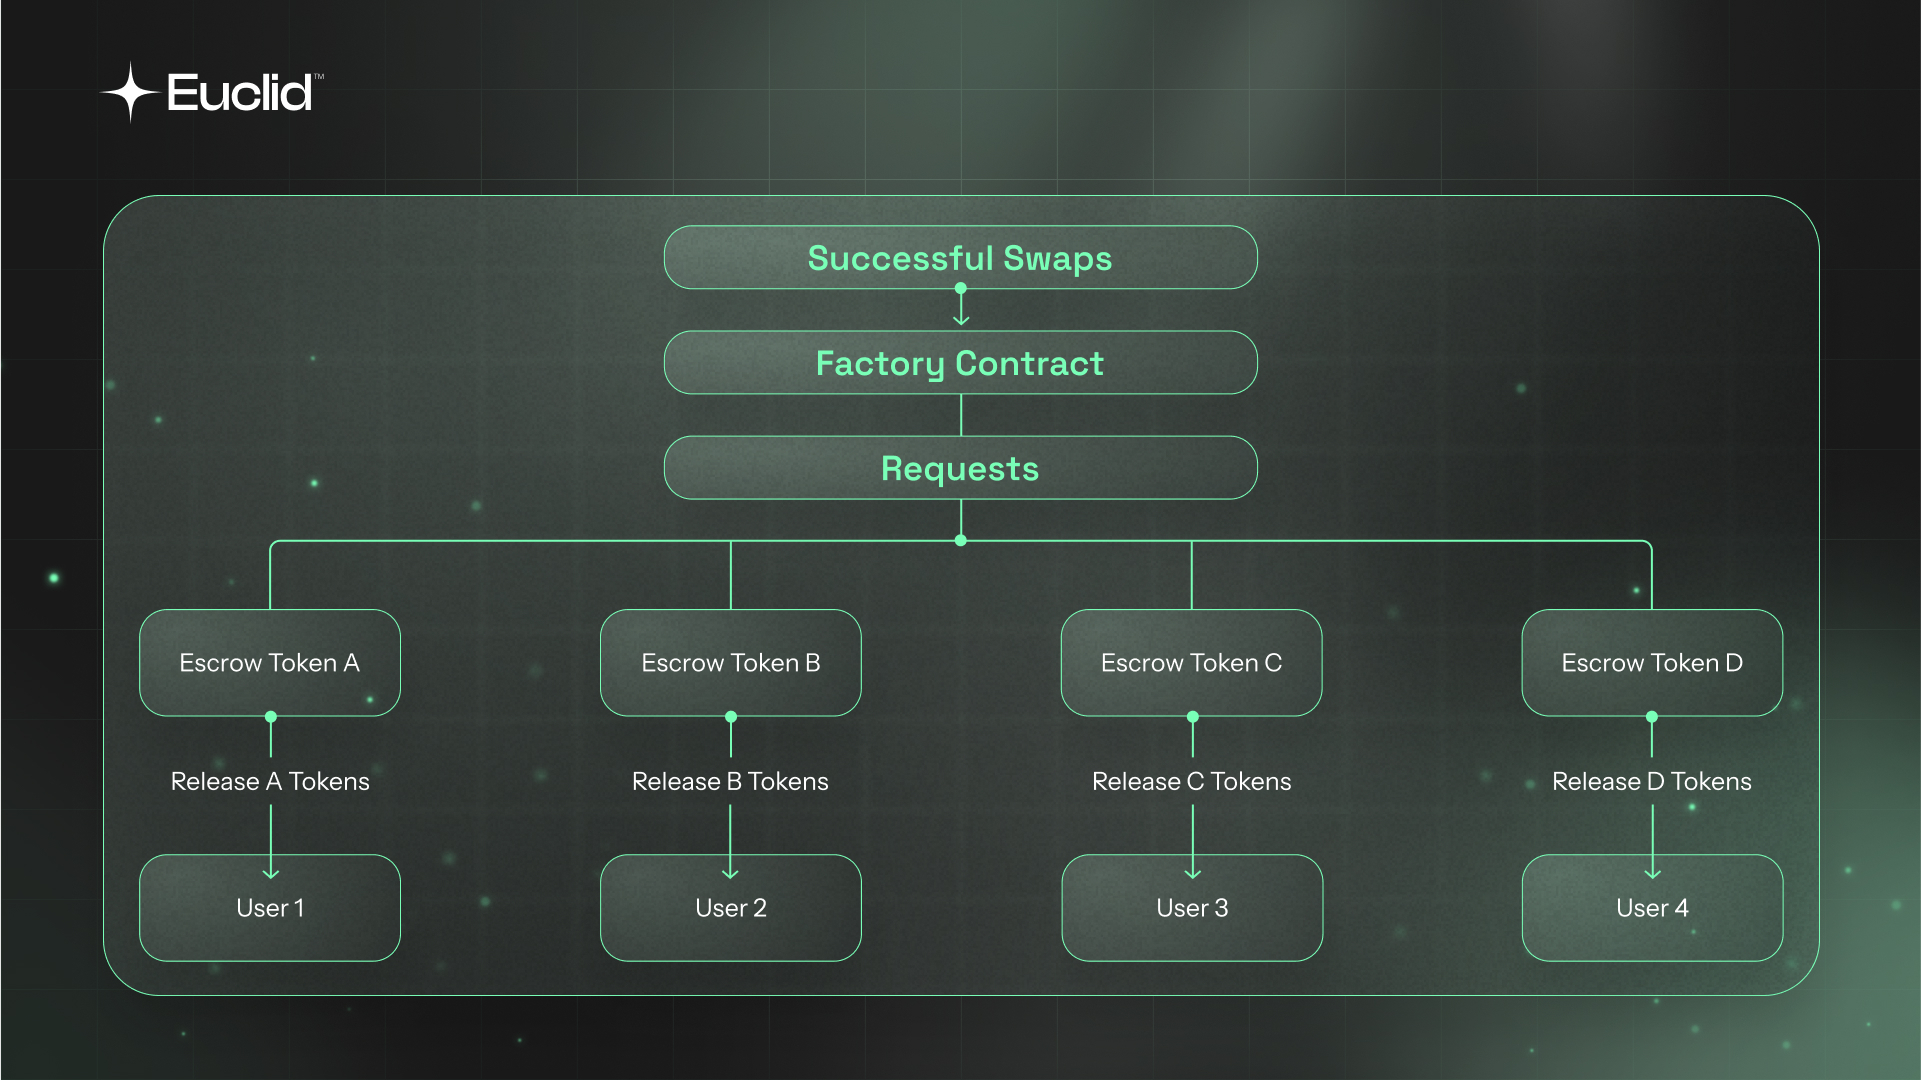 Euclid™
Successful Swaps
Factory Contract
Requests
Escrow Token A
Escrow Token B
Escrow Token C
Escrow Token D
Release A Tokens
Release B Tokens
Release C Tokens
Release D Tokens
User 1
User 2
User 3
User 4